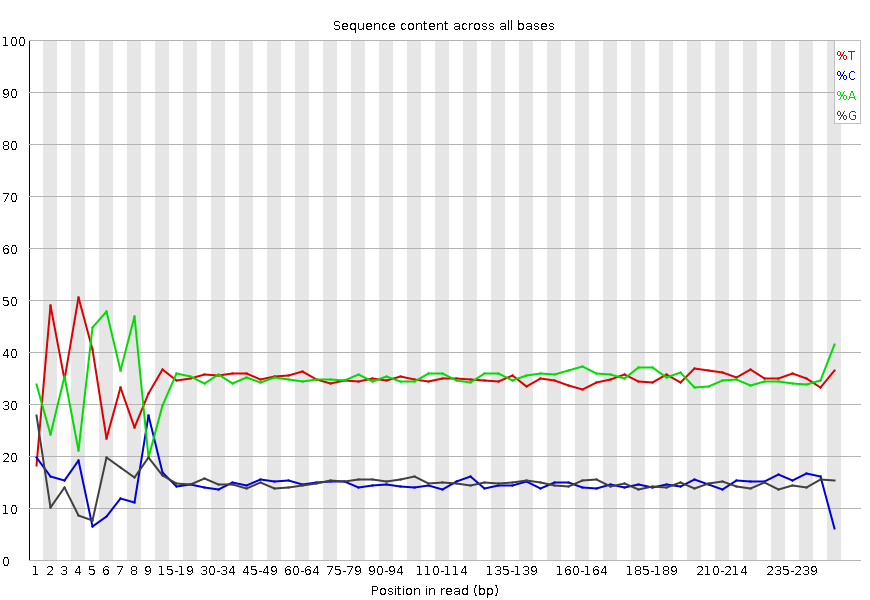 Sequence content across all bases
%T
%C
%A
%G
100
90
80
70
60
50
40
30
20
10
0
1 2 3 4 5 6 7 8 9 15-19 30-34 45-49 60-64 75-79 90-94 110-114 135-139 160-164 185-189 210-214 235-239
Position in read (bp)